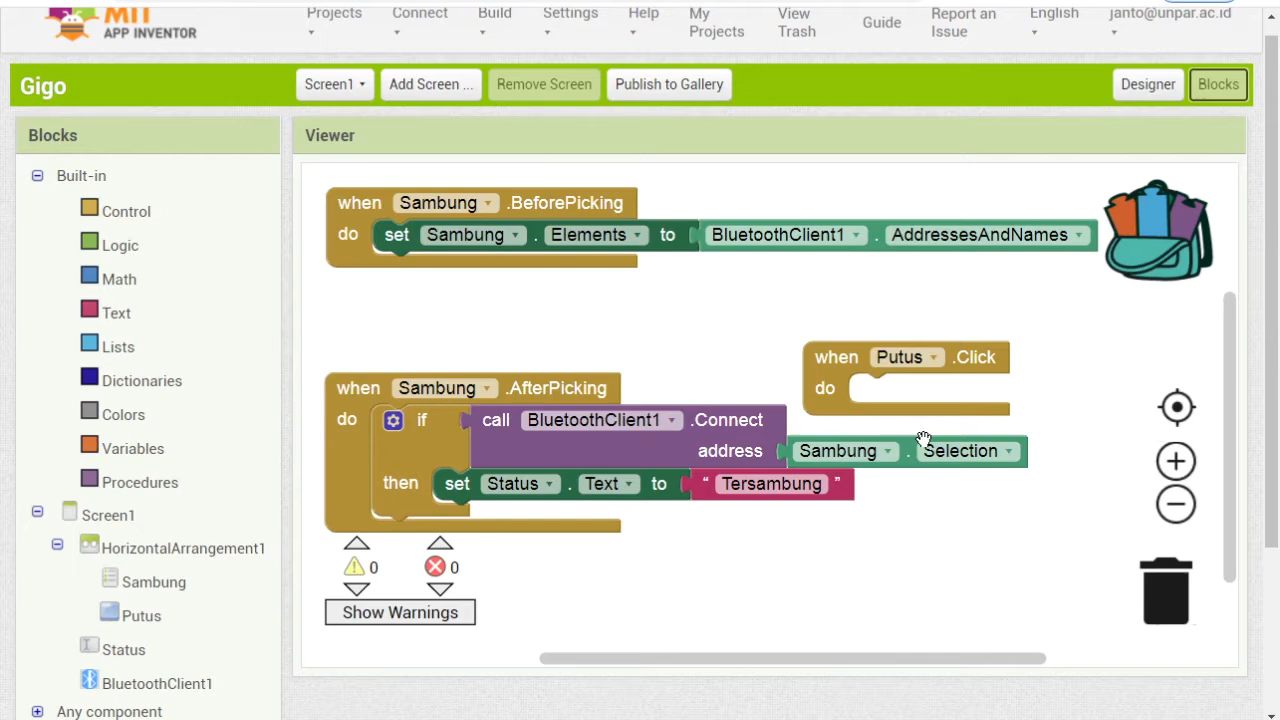 MIT
APP INVENTOR
Projects
Connect
Build
Settings
Help
My
Projects
View
Trash
Guide
Report an
Issue
English
janto@unpar.ac.id
Gigo
Screen1
Add Screen ...
Remove Screen
Publish to Gallery
Designer
Blocks
Blocks
Viewer
Built-in
Control
Logic
Math
Text
Lists
Dictionaries
Colors
Variables
Procedures
Screen1
HorizontalArrangement1
Sambung
Putus
Status
BluetoothClient1
Any component
when Sambung .BeforePicking
do set Sambung . Elements to BluetoothClient1 . AddressesAndNames
when Putus .Click
do
when Sambung .AfterPicking
do if call BluetoothClient1 .Connect
address Sambung . Selection
then set Status . Text to “ Tersambung ”
0 0
Show Warnings